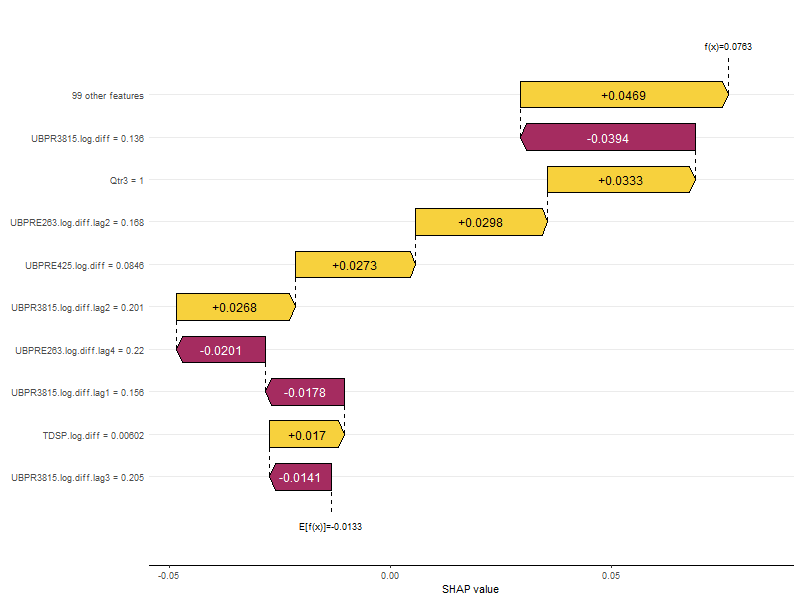 f(x)=0.0763
99 other features
+0.0469
UBPR3815.log.diff = 0.136
-0.0394
Qtr3 = 1
+0.0333
UBPRE263.log.diff.lag2 = 0.168
+0.0298
UBPRE425.log.diff = 0.0846
+0.0273
UBPR3815.log.diff.lag2 = 0.201
+0.0268
UBPRE263.log.diff.lag4 = 0.22
-0.0201
UBPR3815.log.diff.lag1 = 0.156
-0.0178
TDSP.log.diff = 0.00602
+0.017
UBPR3815.log.diff.lag3 = 0.205
-0.0141
E[f(x)]=-0.0133
-0.05 0.00 0.05
SHAP value